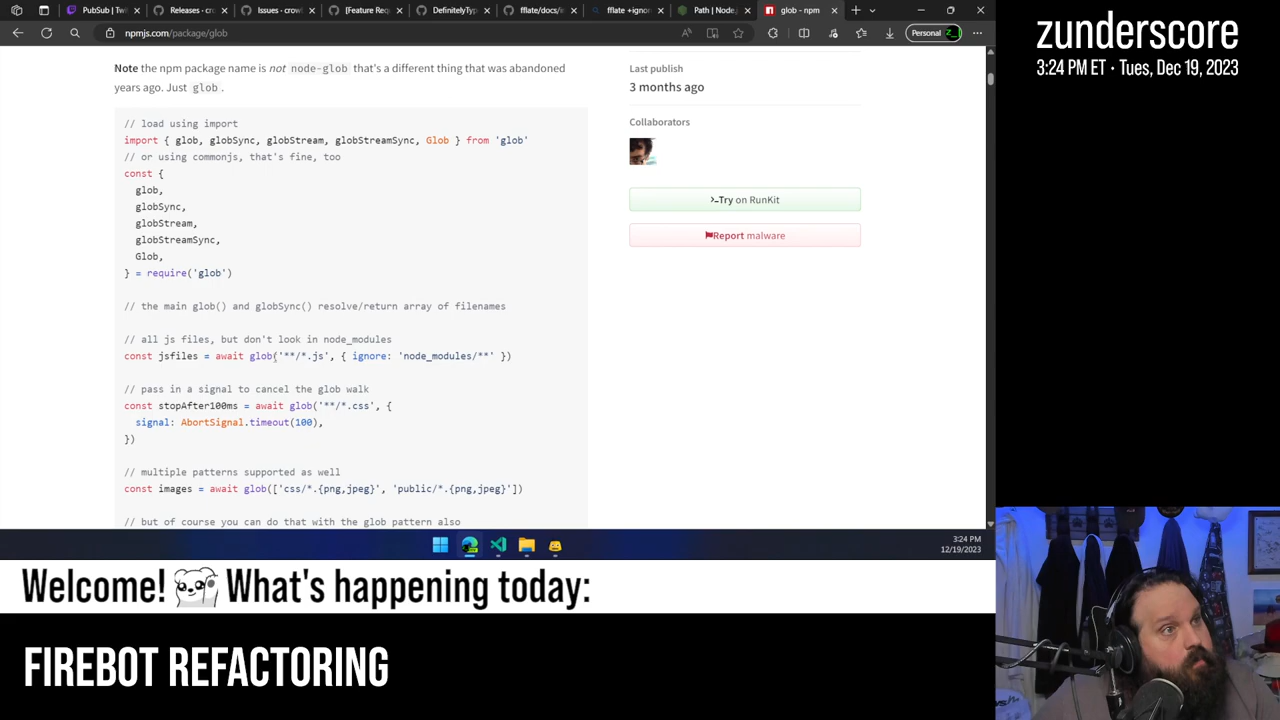 PubSub | Twi
Releases · cro
Issues · crowl
[Feature Req
DefinitelyTyp
fflate/docs/in
fflate +ignor
Path | Node.j
glob - npm
npmjs.com/package/glob
Personal
Note the npm package name is not node-glob that's a different thing that was abandoned
years ago. Just glob .
// load using import
import { glob, globSync, globStream, globStreamSync, Glob } from 'glob'
// or using commonjs, that's fine, too
const {
glob,
globSync,
globStream,
globStreamSync,
Glob,
} = require('glob')
// the main glob() and globSync() resolve/return array of filenames
// all js files, but don't look in node_modules
const jsfiles = await glob('**/*.js', { ignore: 'node_modules/**' })
// pass in a signal to cancel the glob walk
const stopAfter100ms = await glob('**/*.css', {
signal: AbortSignal.timeout(100),
})
// multiple patterns supported as well
const images = await glob(['css/*.{png,jpeg}', 'public/*.{png,jpeg}'])
// but of course you can do that with the glob pattern also
Last publish
3 months ago
Collaborators
Try on RunKit
Report malware
3:24 PM
12/19/2023
zunderscore
3:24 PM ET · Tues, Dec 19, 2023
Welcome! What's happening today:
FIREBOT REFACTORING